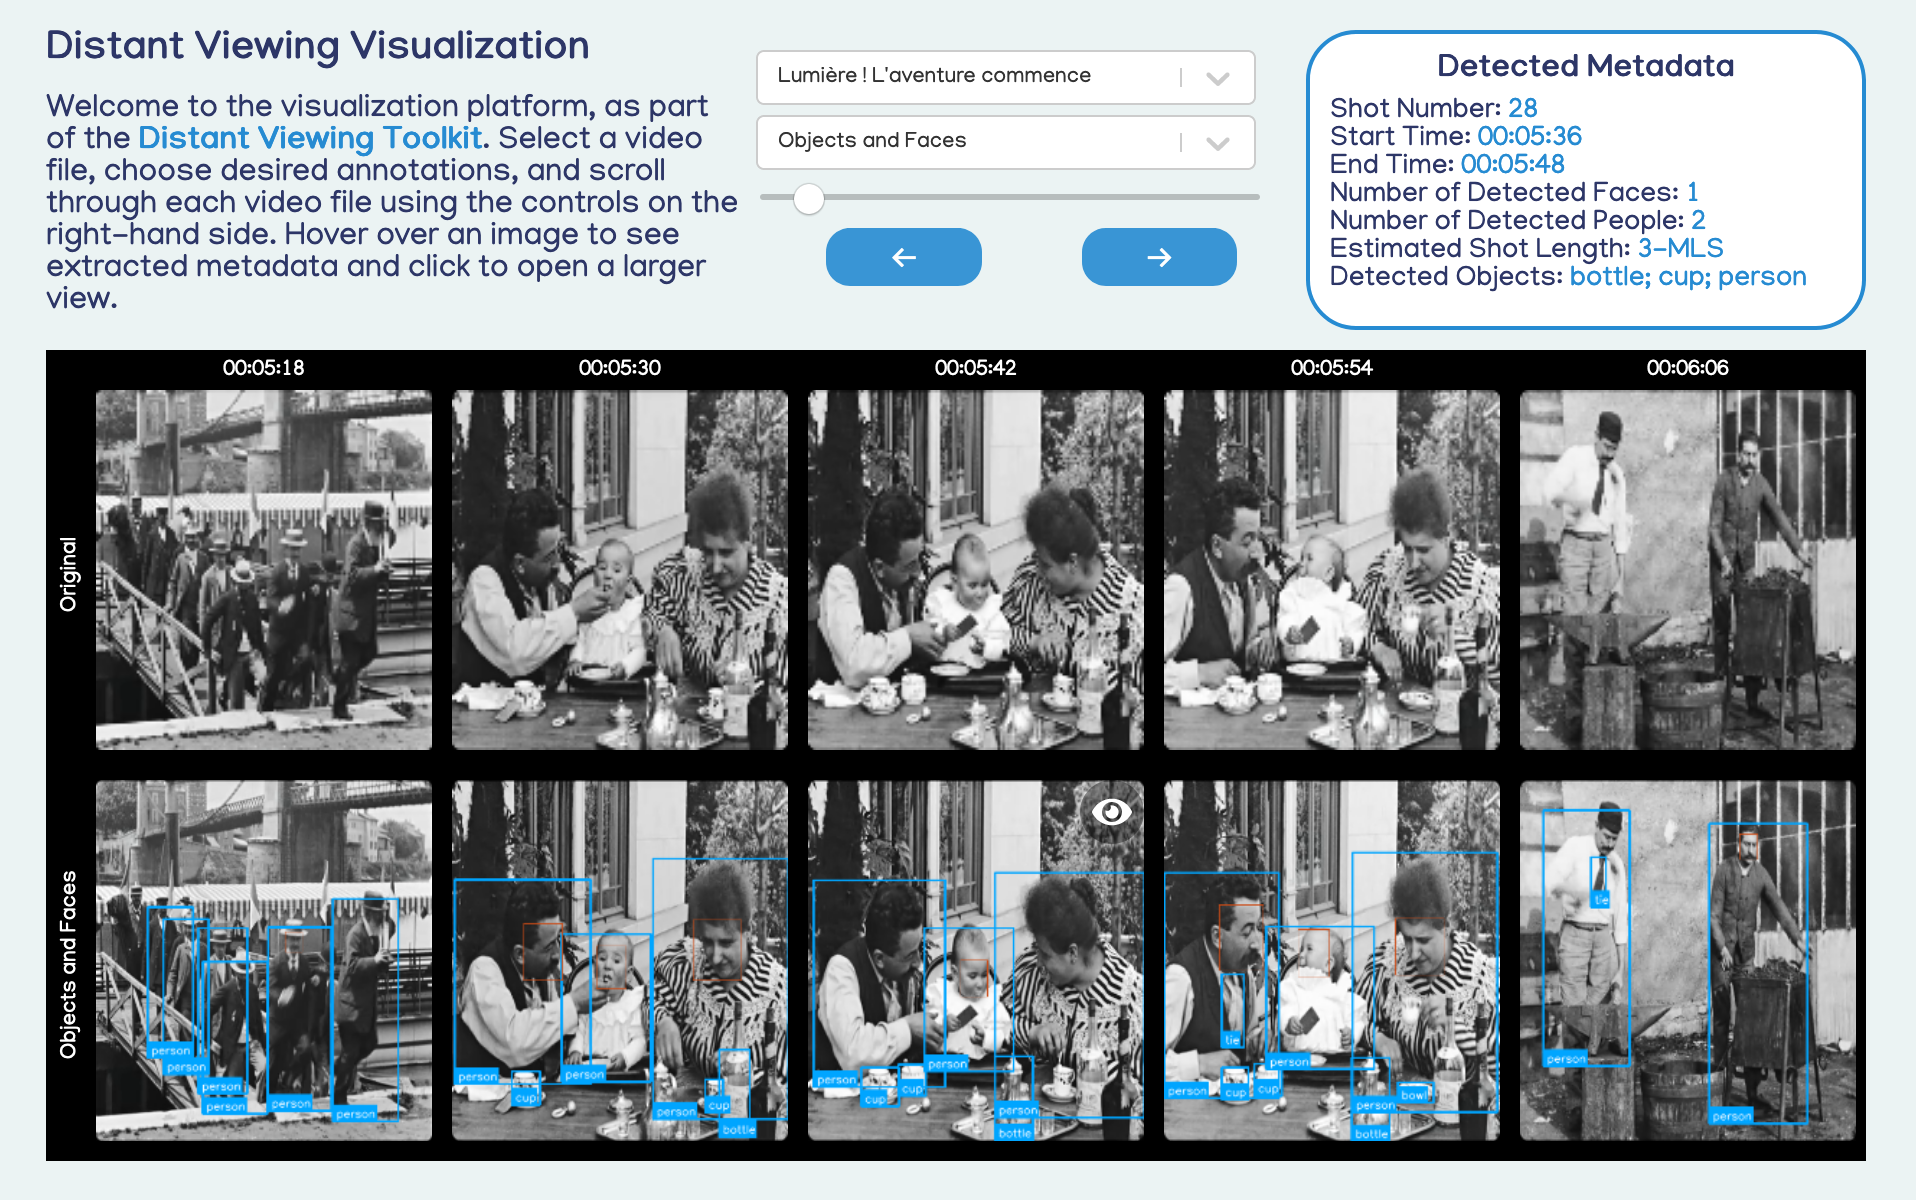 Distant Viewing Visualization
Welcome to the visualization platform, as part
of the Distant Viewing Toolkit. Select a video
file, choose desired annotations, and scroll
through each video file using the controls on the
right-hand side. Hover over an image to see
extracted metadata and click to open a larger
view.
Lumière ! L'aventure commence
Objects and Faces
Detected Metadata
Shot Number: 28
Start Time: 00:05:36
End Time: 00:05:48
Number of Detected Faces: 1
Number of Detected People: 2
Estimated Shot Length: 3-MLS
Detected Objects: bottle; cup; person
00:05:18
00:05:30
00:05:42
00:05:54
00:06:06
Original
Objects and Faces
person
person
person
person
person
person
person
cup
person
person
cup
bottle
person
cup
cup
person
person
bottle
person
tie
cup
cup
person
person
bowl
bottle
person
tie
person